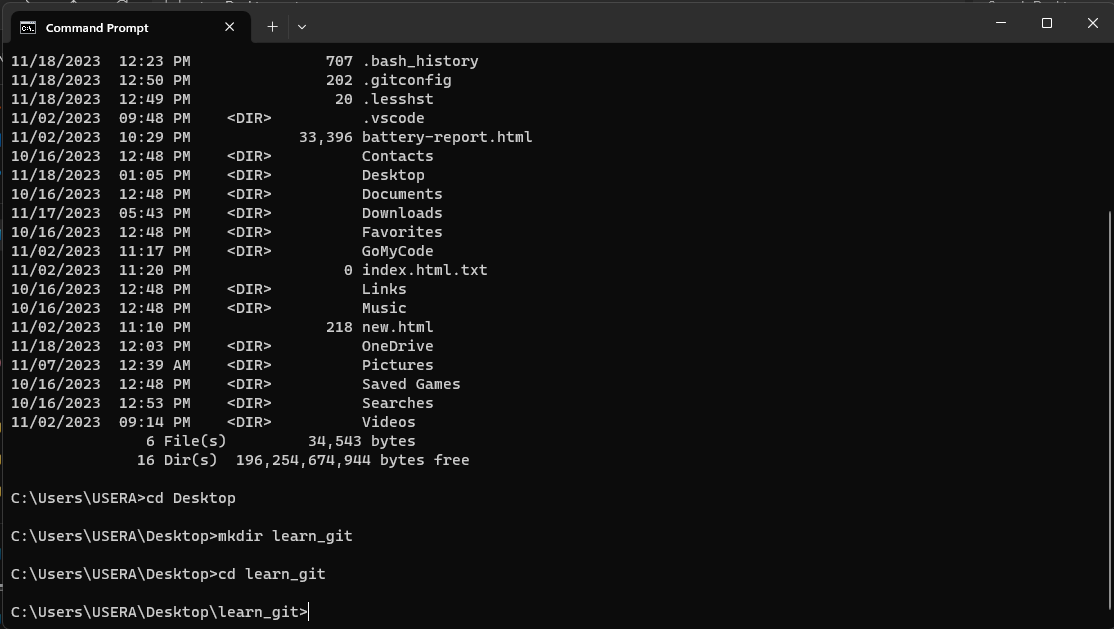 Command Prompt
11/18/2023  12:23 PM               707 .bash_history
11/18/2023  12:50 PM               202 .gitconfig
11/18/2023  12:49 PM                20 .lesshst
11/02/2023  09:48 PM    <DIR>          .vscode
11/02/2023  10:29 PM            33,396 battery-report.html
10/16/2023  12:48 PM    <DIR>          Contacts
11/18/2023  01:05 PM    <DIR>          Desktop
10/16/2023  12:48 PM    <DIR>          Documents
11/17/2023  05:43 PM    <DIR>          Downloads
10/16/2023  12:48 PM    <DIR>          Favorites
11/02/2023  11:17 PM    <DIR>          GoMyCode
11/02/2023  11:20 PM                 0 index.html.txt
10/16/2023  12:48 PM    <DIR>          Links
10/16/2023  12:48 PM    <DIR>          Music
11/02/2023  11:10 PM               218 new.html
11/18/2023  12:03 PM    <DIR>          OneDrive
11/07/2023  12:39 AM    <DIR>          Pictures
10/16/2023  12:48 PM    <DIR>          Saved Games
10/16/2023  12:53 PM    <DIR>          Searches
11/02/2023  09:14 PM    <DIR>          Videos
               6 File(s)         34,543 bytes
              16 Dir(s)  196,254,674,944 bytes free
C:\Users\USERA>cd Desktop
C:\Users\USERA\Desktop>mkdir learn_git
C:\Users\USERA\Desktop>cd learn_git
C:\Users\USERA\Desktop\learn_git>